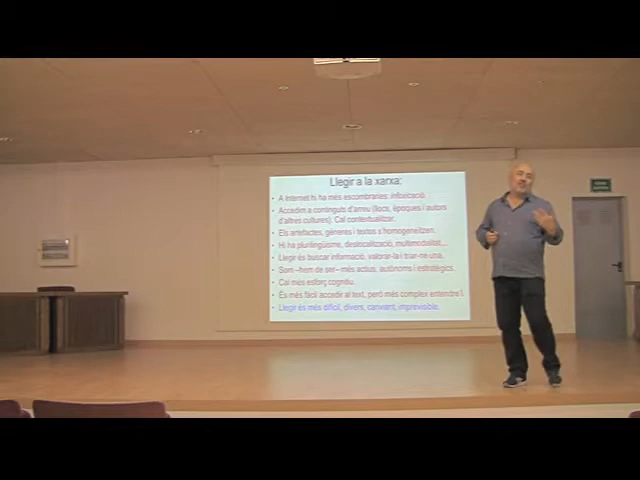 Llegir a la xarxa:
• A Internet hi ha més escombraries: infoxicació.
• Accedim a continguts d'arreu (llocs, èpoques i autors
d'altres cultures). Cal contextualitzar.
• Els artefactes, gèneres i textos s'homogeneïtzen.
• Hi ha plurilingüisme, deslocalització, multimodalitat...
• Llegir és buscar informació, valorar-la i triar-ne una.
• Som –hem de ser– més actius, autònoms i estratègics.
• Cal més esforç cognitiu.
• És més fàcil accedir al text, però més complex entendre'l.
• Llegir és més difícil, divers, canviant, imprevisible.